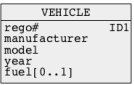 VEHICLE
rego# ID1
manufacturer
model
year
fuel[0..1]